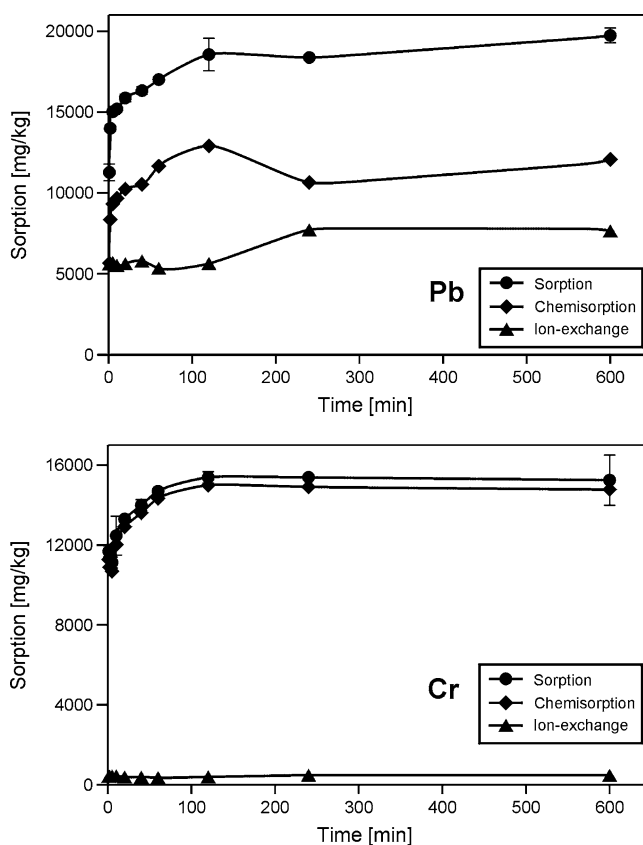 20000
15000
10000
5000
0
Sorption [mg/kg]
Pb
Sorption
Chemisorption
Ion-exchange
0 100 200 300 400 500 600
Time [min]
16000
12000
8000
4000
0
Sorption [mg/kg]
Cr
Sorption
Chemisorption
Ion-exchange
0 100 200 300 400 500 600
Time [min]